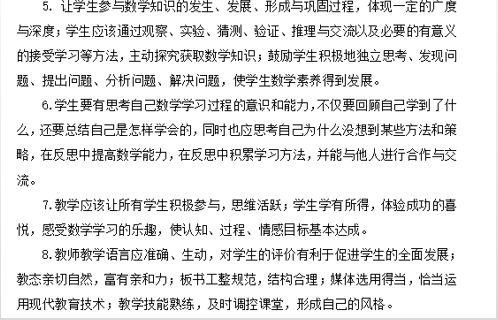 5. 让学生参与数学知识的发生、发展、形成与巩固过程，体现一定的广度
与深度；学生应该通过观察、实验、猜测、验证、推理与交流以及必要的有意义
的接受学习等方法，主动探究获取数学知识；鼓励学生积极地独立思考、发现问
题、提出问题、分析问题、解决问题，使学生数学素养得到发展。
6.学生要有思考自己数学学习过程的意识和能力，不仅要回顾自己学到了什
么，还要总结自己是怎样学会的，同时也应思考自己为什么没想到某些方法和策
略，在反思中提高数学能力，在反思中积累学习方法，并能与他人进行合作与交
流。
7.教学应该让所有学生积极参与，思维活跃；学生学有所得，体验成功的喜
悦，感受数学学习的乐趣，使认知、过程、情感目标基本达成。
8.教师教学语言应准确、生动，对学生的评价有利于促进学生的全面发展；
教态亲切自然，富有亲和力；板书工整规范，结构合理；媒体选用得当，恰当运
用现代教育技术；教学技能熟练，及时调控课堂，形成自己的风格。